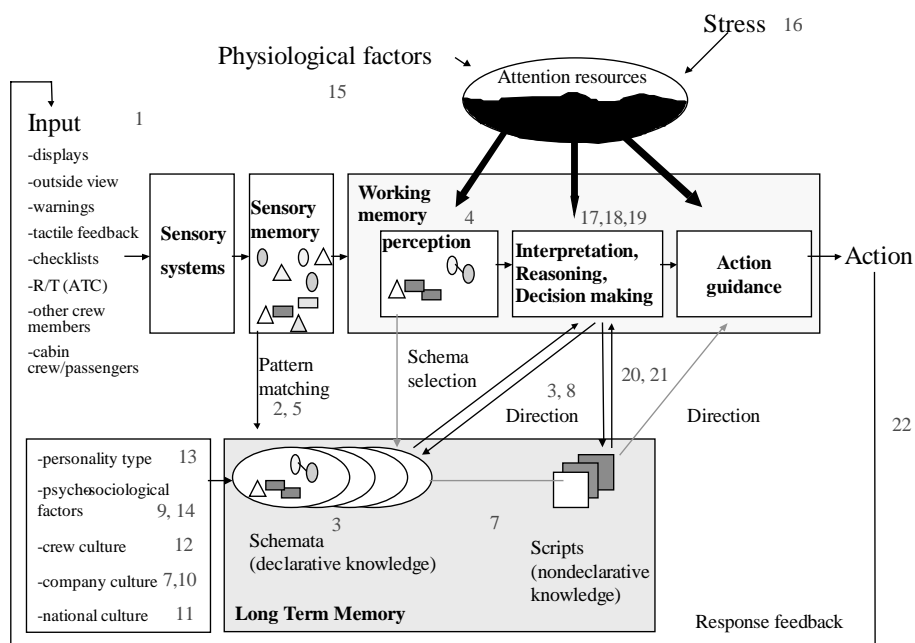 Stress 16
Physiological factors
Attention resources
15
Input 1
-displays
-outside view
-warnings
-tactile feedback
-checklists
-R/T (ATC)
-other crew
members
-cabin
crew/passengers
Sensory
systems
Sensory
memory
Working
memory
4
perception
17,18,19
Interpretation,
Reasoning,
Decision making
Action
guidance
Action
Pattern
matching
2, 5
Schema
selection
3, 8
Direction
20, 21
Direction
22
-personality type 13
-psycho-sociological
factors
9, 14
-crew culture 12
-company culture 7,10
-national culture 11
3
Schemata
(declarative knowledge)
7
Scripts
(nondeclarative
knowledge)
Long Term Memory
Response feedback